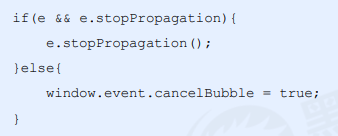 if(e && e.stopPropagation){
    e.stopPropagation();
}else{
    window.event.cancelBubble = true;
}